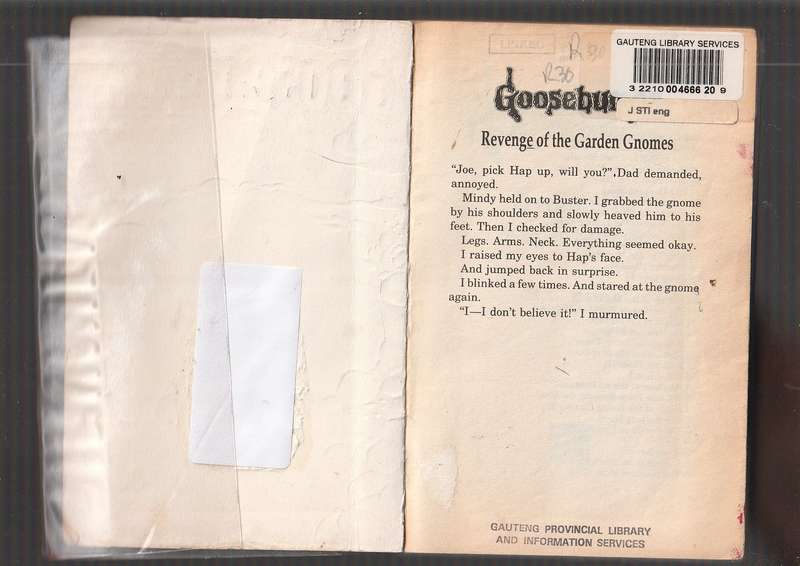 R30
R30
GAUTENG LIBRARY SERVICES
3 2210 004666 20 9
J STI eng
Revenge of the Garden Gnomes
“Joe, pick Hap up, will you?” Dad demanded,
annoyed.
Mindy held on to Buster. I grabbed the gnome
by his shoulders and slowly heaved him to his
feet. Then I checked for damage.
Legs. Arms. Neck. Everything seemed okay.
I raised my eyes to Hap’s face.
And jumped back in surprise.
I blinked a few times. And stared at the gnome
again.
“I—I don’t believe it!” I murmured.
GAUTENG PROVINCIAL LIBRARY
AND INFORMATION SERVICES